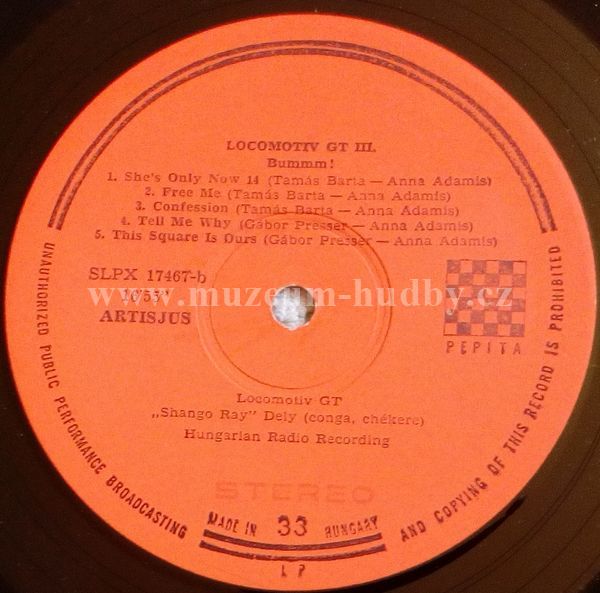 LOCOMOTIV GT III.
Bummm!
1. She's Only Now 14 (Tamás Barta — Anna Adamis)
2. Free Me (Tamás Barta — Anna Adamis)
3. Confession (Tamás Barta — Anna Adamis)
4. Tell Me Why (Gábor Presser — Anna Adamis)
5. This Square Is Ours (Gábor Presser — Anna Adamis)
SLPX 17467-b
ARTISJUS
PEPITA
www.muzeum-hudby.cz
Locomotiv GT
„Shango Ray” Dely (conga, chékere)
Hungarian Radio Recording
STEREO
UNAUTHORIZED PUBLIC PERFORMANCE BROADCASTING AND COPYING OF THIS RECORD IS PROHIBITED
MADE IN 33 HUNGARY
LP